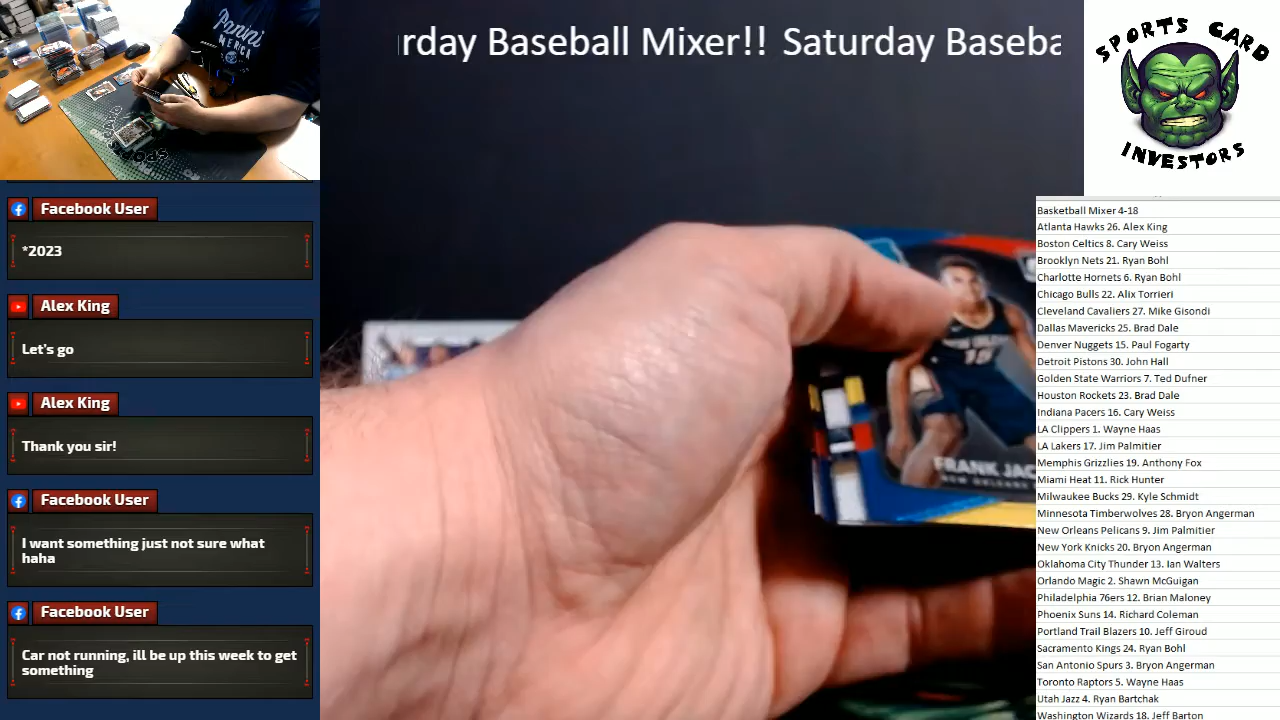 rday Baseball Mixer!! Saturday Baseba
SPORTS CARD
INVESTORS
Panini
AMERICA
Facebook User
*2023
Alex King
Let's go
Alex King
Thank you sir!
Facebook User
I want something just not sure what
haha
Facebook User
Car not running, ill be up this week to get
something
15
FRANK JAC
NEW ORLEANS
Basketball Mixer 4-18
Atlanta Hawks 26. Alex King
Boston Celtics 8. Cary Weiss
Brooklyn Nets 21. Ryan Bohl
Charlotte Hornets 6. Ryan Bohl
Chicago Bulls 22. Alix Torrieri
Cleveland Cavaliers 27. Mike Gisondi
Dallas Mavericks 25. Brad Dale
Denver Nuggets 15. Paul Fogarty
Detroit Pistons 30. John Hall
Golden State Warriors 7. Ted Dufner
Houston Rockets 23. Brad Dale
Indiana Pacers 16. Cary Weiss
LA Clippers 1. Wayne Haas
LA Lakers 17. Jim Palmitier
Memphis Grizzlies 19. Anthony Fox
Miami Heat 11. Rick Hunter
Milwaukee Bucks 29. Kyle Schmidt
Minnesota Timberwolves 28. Bryon Angerman
New Orleans Pelicans 9. Jim Palmitier
New York Knicks 20. Bryon Angerman
Oklahoma City Thunder 13. Ian Walters
Orlando Magic 2. Shawn McGuigan
Philadelphia 76ers 12. Brian Maloney
Phoenix Suns 14. Richard Coleman
Portland Trail Blazers 10. Jeff Giroud
Sacramento Kings 24. Ryan Bohl
San Antonio Spurs 3. Bryon Angerman
Toronto Raptors 5. Wayne Haas
Utah Jazz 4. Ryan Bartchak
Washington Wizards 18. Jeff Barton